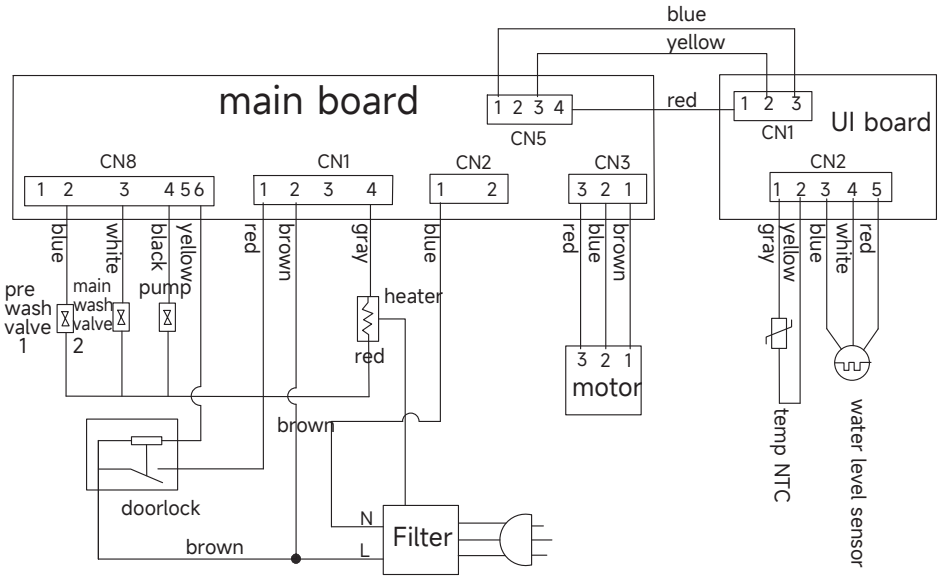 blue
yellow
main board
1 2 3 4
red
1 2 3
CN5
CN1
UI board
CN8
CN1
CN2
CN3
CN2
1 2 3 4 5 6
1 2 3 4
1 2
3 2 1
1 2 3 4 5
blue
white
black
yellow
red
brown
gray
blue
red
blue
brown
gray
yellow
blue
white
red
pre
wash
valve
1
main
wash
valve
2
pump
heater
red
3 2 1
motor
brown
temp NTC
water level sensor
doorlock
N
L
Filter
brown